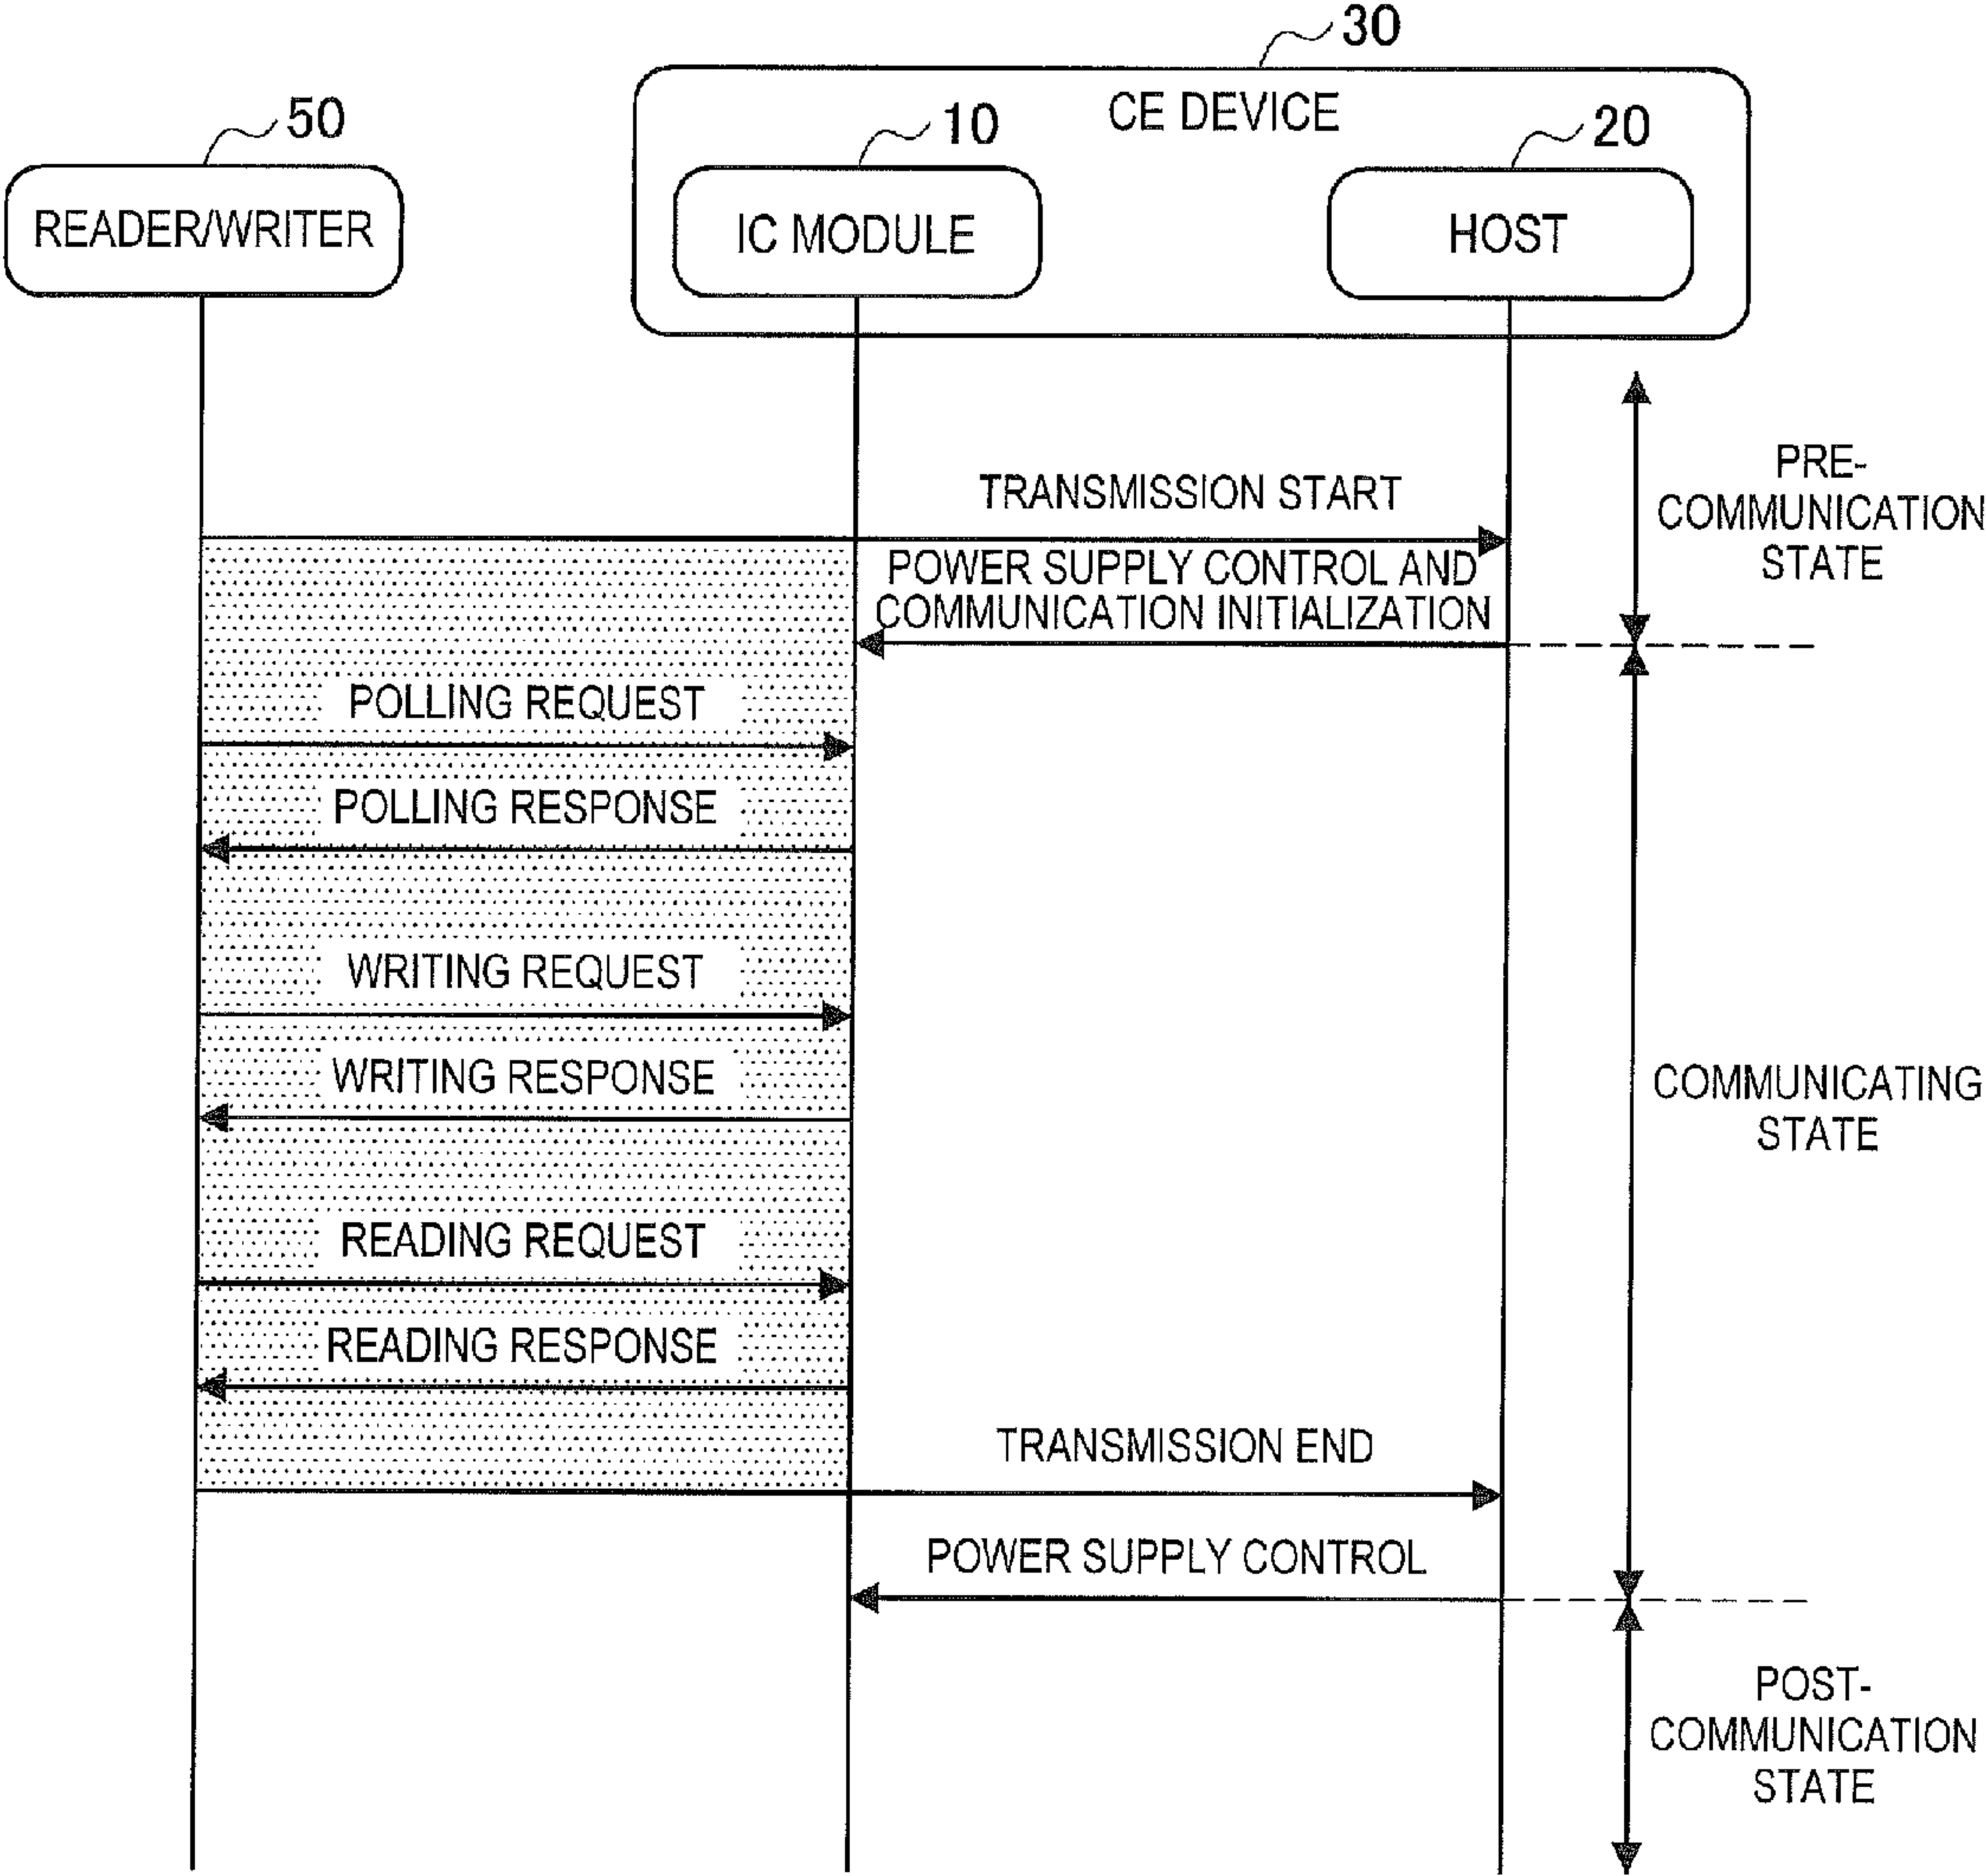 30
CE DEVICE
50
10
20
READER/WRITER
IC MODULE
HOST
PRE-
COMMUNICATION
STATE
TRANSMISSION START
POWER SUPPLY CONTROL AND
COMMUNICATION INITIALIZATION
POLLING REQUEST
POLLING RESPONSE
WRITING REQUEST
WRITING RESPONSE
COMMUNICATING
STATE
READING REQUEST
READING RESPONSE
TRANSMISSION END
POWER SUPPLY CONTROL
POST-
COMMUNICATION
STATE